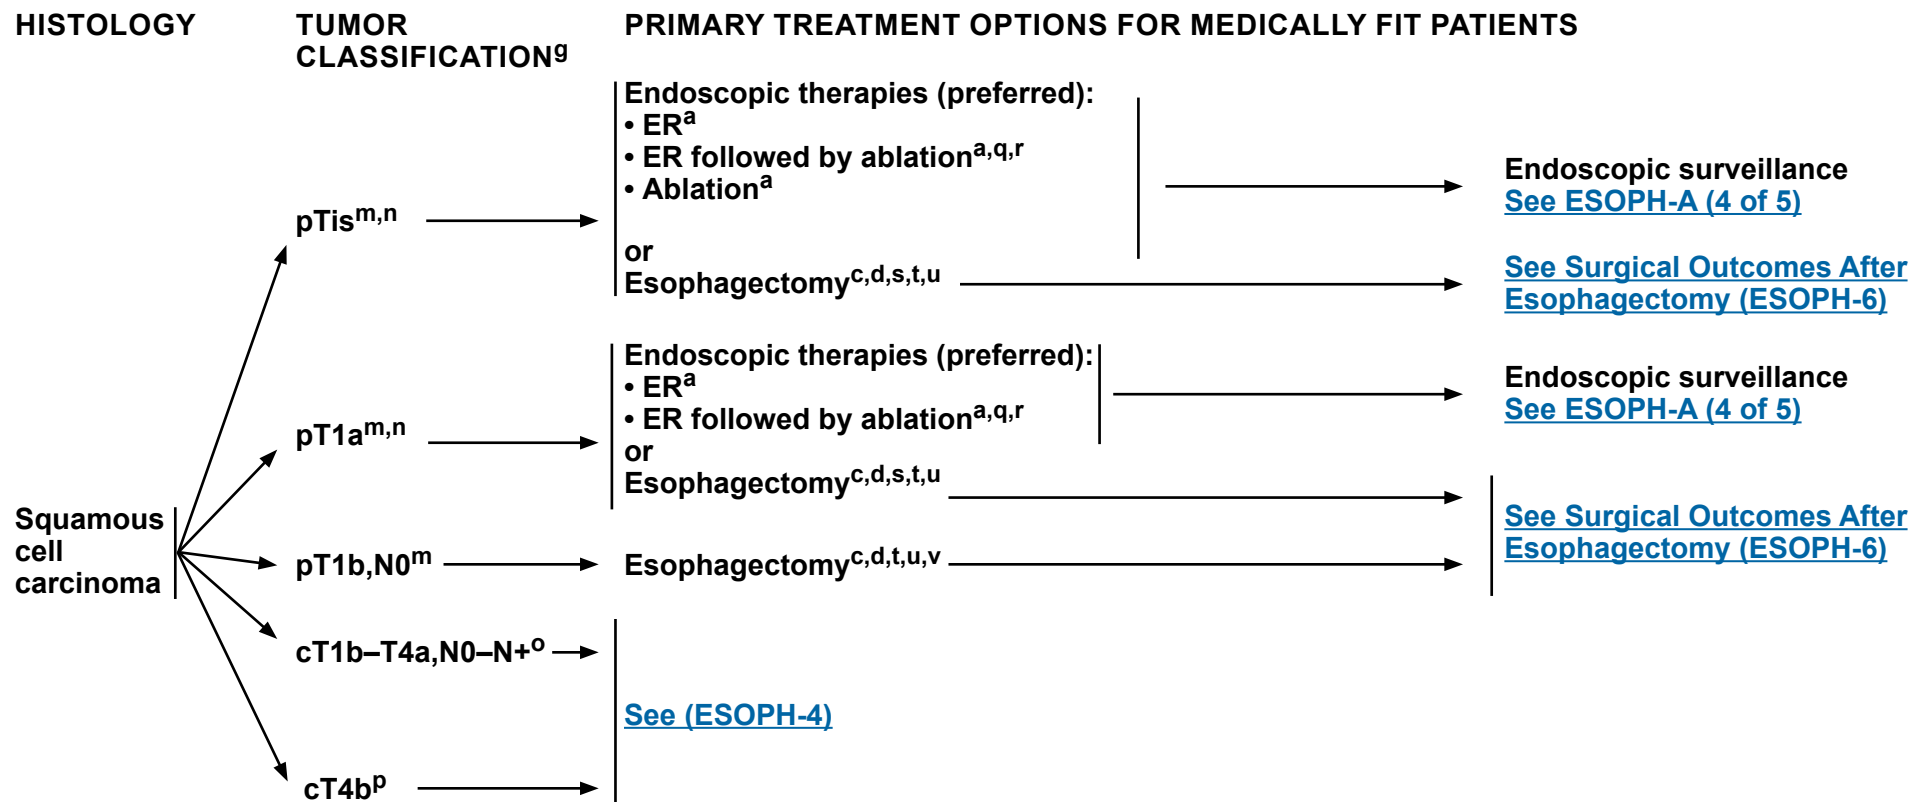 HISTOLOGY
TUMOR
CLASSIFICATIONg
PRIMARY TREATMENT OPTIONS FOR MEDICALLY FIT PATIENTS
Squamous
cell
carcinoma
pTism,n
Endoscopic therapies (preferred):
• ERa
• ER followed by ablationa,q,r
• Ablationa
or
Esophagectomyc,d,s,t,u
Endoscopic surveillance
See ESOPH-A (4 of 5)
See Surgical Outcomes After
Esophagectomy (ESOPH-6)
pT1am,n
Endoscopic therapies (preferred):
• ERa
• ER followed by ablationa,q,r
or
Esophagectomyc,d,s,t,u
Endoscopic surveillance
See ESOPH-A (4 of 5)
pT1b,N0m
Esophagectomyc,d,t,u,v
See Surgical Outcomes After
Esophagectomy (ESOPH-6)
cT1b–T4a,N0–N+o
See (ESOPH-4)
cT4bp